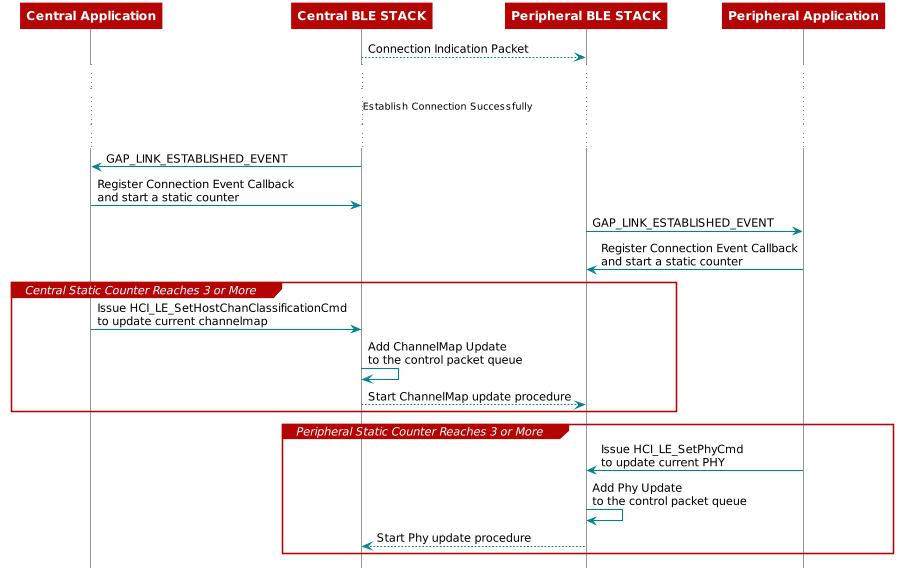 Central Application
Central BLE STACK
Peripheral BLE STACK
Peripheral Application
Connection Indication Packet
Establish Connection Successfully
GAP_LINK_ESTABLISHED_EVENT
Register Connection Event Callback
and start a static counter
GAP_LINK_ESTABLISHED_EVENT
Register Connection Event Callback
and start a static counter
Central Static Counter Reaches 3 or More
Issue HCI_LE_SetHostChanClassificationCmd
to update current channelmap
Add ChannelMap Update
to the control packet queue
Start ChannelMap update procedure
Peripheral Static Counter Reaches 3 or More
Issue HCI_LE_SetPhyCmd
to update current PHY
Add Phy Update
to the control packet queue
Start Phy update procedure